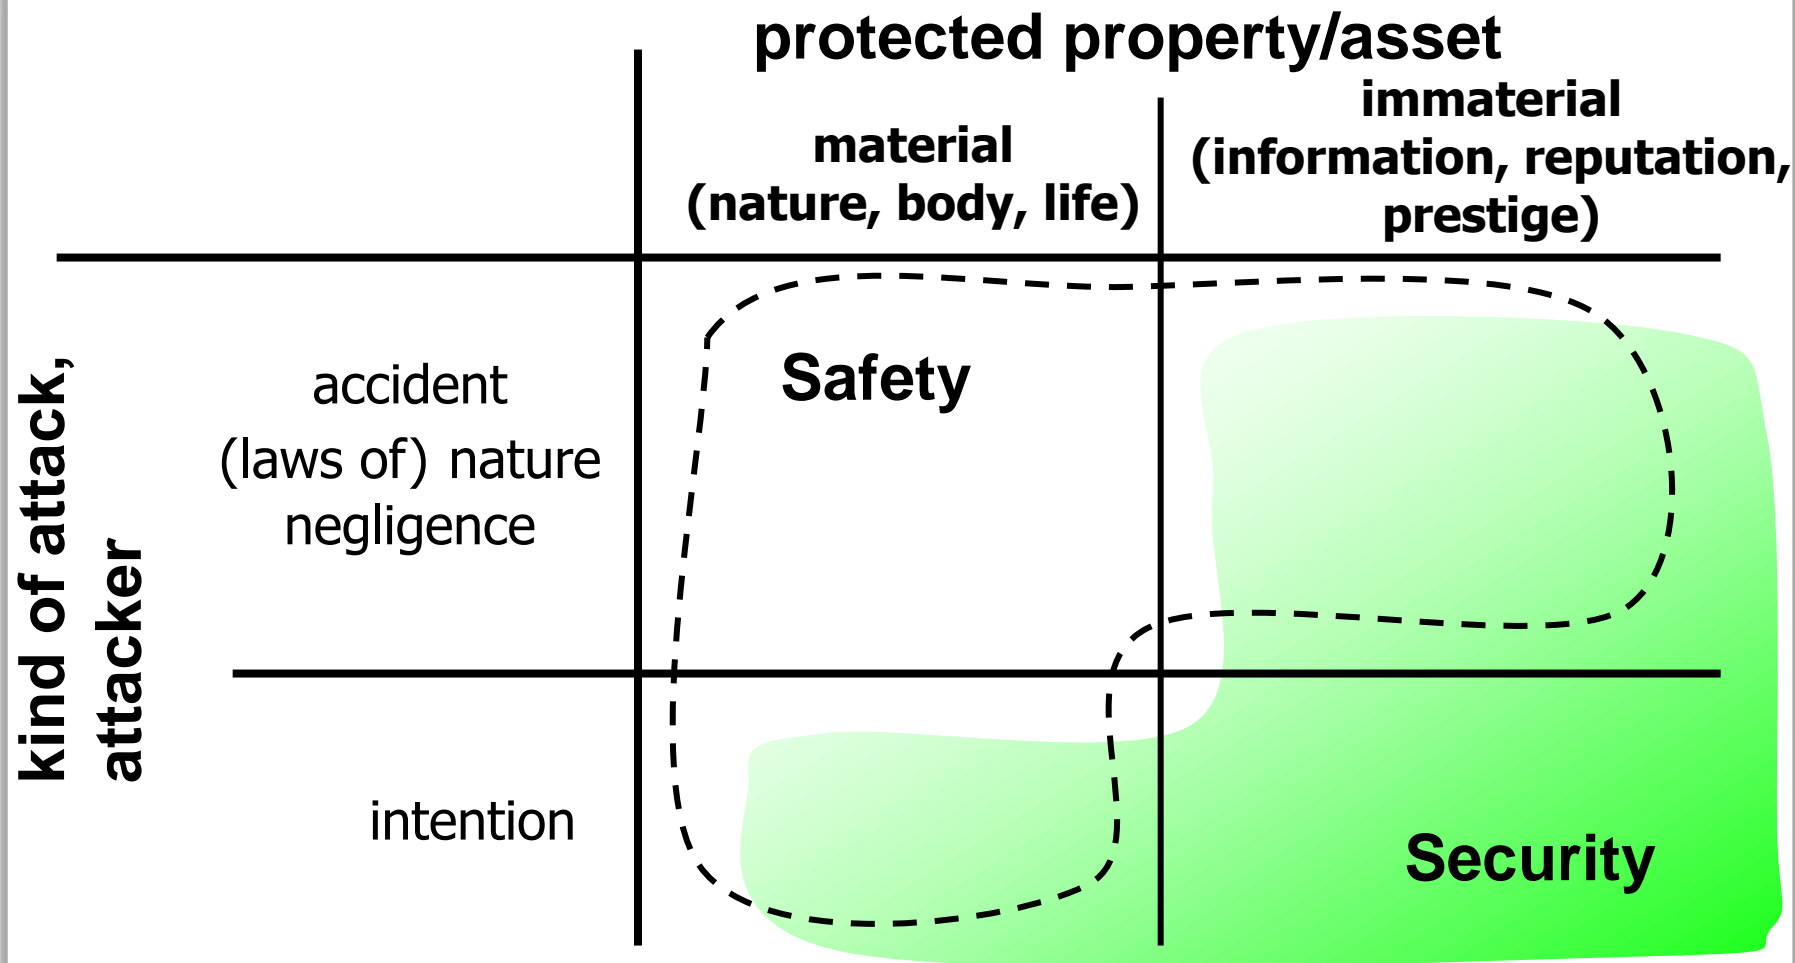 protected property/asset
material
(nature, body, life)
immaterial
(information, reputation,
prestige)
kind of attack,
attacker
accident
(laws of) nature
negligence
Safety
intention
Security